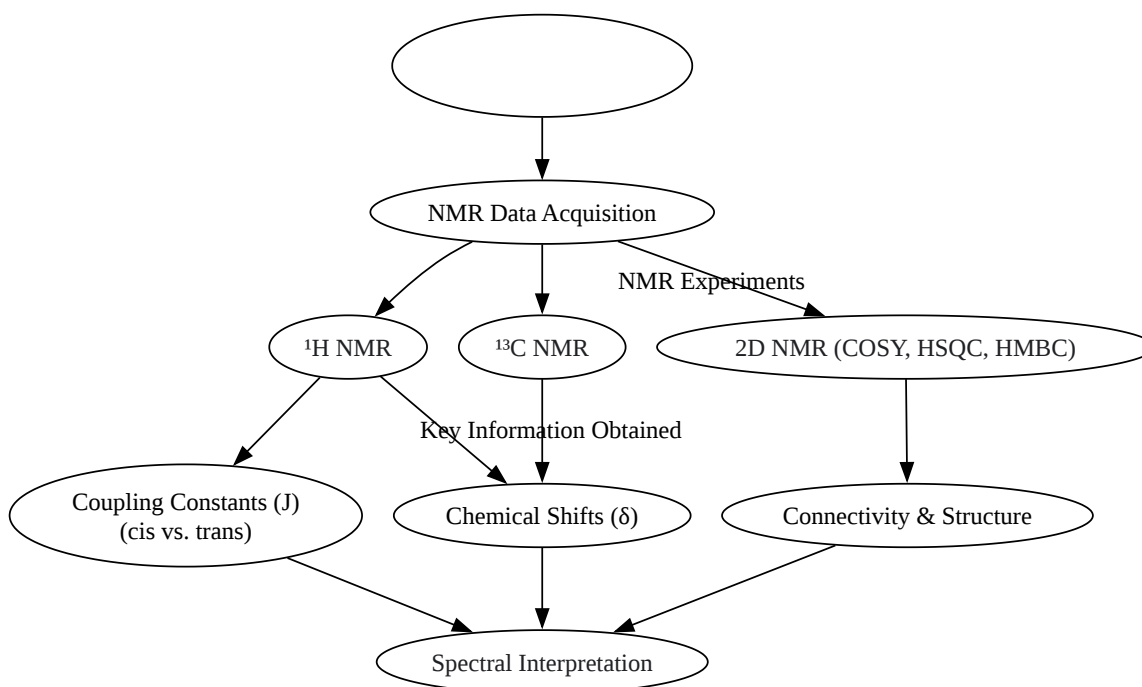 NMR Data Acquisition
NMR Experiments
¹H NMR
¹³C NMR
2D NMR (COSY, HSQC, HMBC)
Key Information Obtained
Coupling Constants (J)
(cis vs. trans)
Chemical Shifts (δ)
Connectivity & Structure
Spectral Interpretation